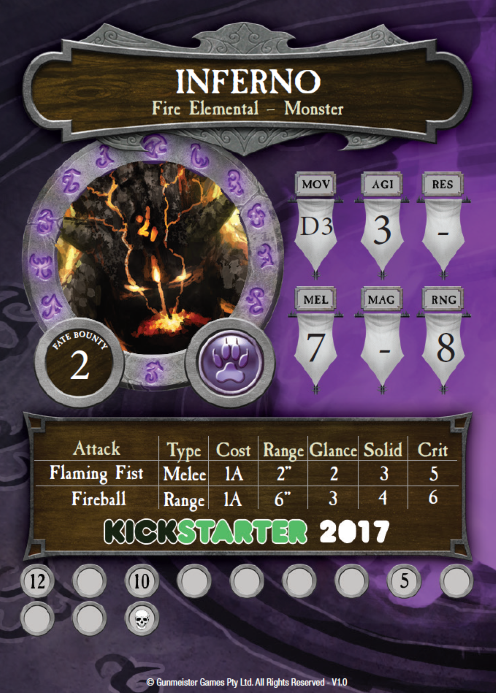 INFERNO
Fire Elemental – Monster
MOV AGI RES
D3 3 -
MEL MAG RNG
7 - 8
FATE BOUNTY
2
Attack Type Cost Range Glance Solid Crit
Flaming Fist Melee 1A 2" 2 3 5
Fireball Range 1A 6" 3 4 6
KICKSTARTER 2017
12 10 5
© Gunmeister Games Pty Ltd. All Rights Reserved - V1.0